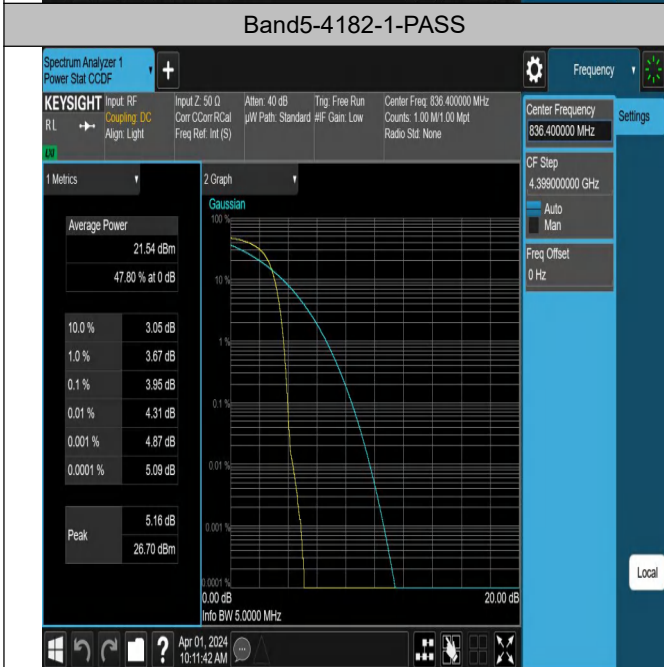 Band5-4182-1-PASS
Spectrum Analyzer 1
Power Stat CCDF
+
Frequency
KEYSIGHT
RL
LXI
Input: RF
Coupling: DC
Align: Light
Input Z: 50 Ω
Corr CCorr RCal
Freq Ref: Int (S)
Atten: 40 dB
µW Path: Standard
Trig: Free Run
#IF Gain: Low
Center Freq: 836.400000 MHz
Counts: 1.00 M/1.00 Mpt
Radio Std: None
Center Frequency
836.400000 MHz
Settings
CF Step
4.399000000 GHz
Auto
Man
Freq Offset
0 Hz
1 Metrics
Average Power
21.54 dBm
47.80 % at 0 dB
10.0 % 3.05 dB
1.0 % 3.67 dB
0.1 % 3.95 dB
0.01 % 4.31 dB
0.001 % 4.87 dB
0.0001 % 5.09 dB
Peak
5.16 dB
26.70 dBm
2 Graph
Gaussian
100 %
10 %
1 %
0.1 %
0.01 %
0.001 %
0.0001 %
0.00 dB
20.00 dB
Info BW 5.0000 MHz
Local
?
Apr 01, 2024
10:11:42 AM